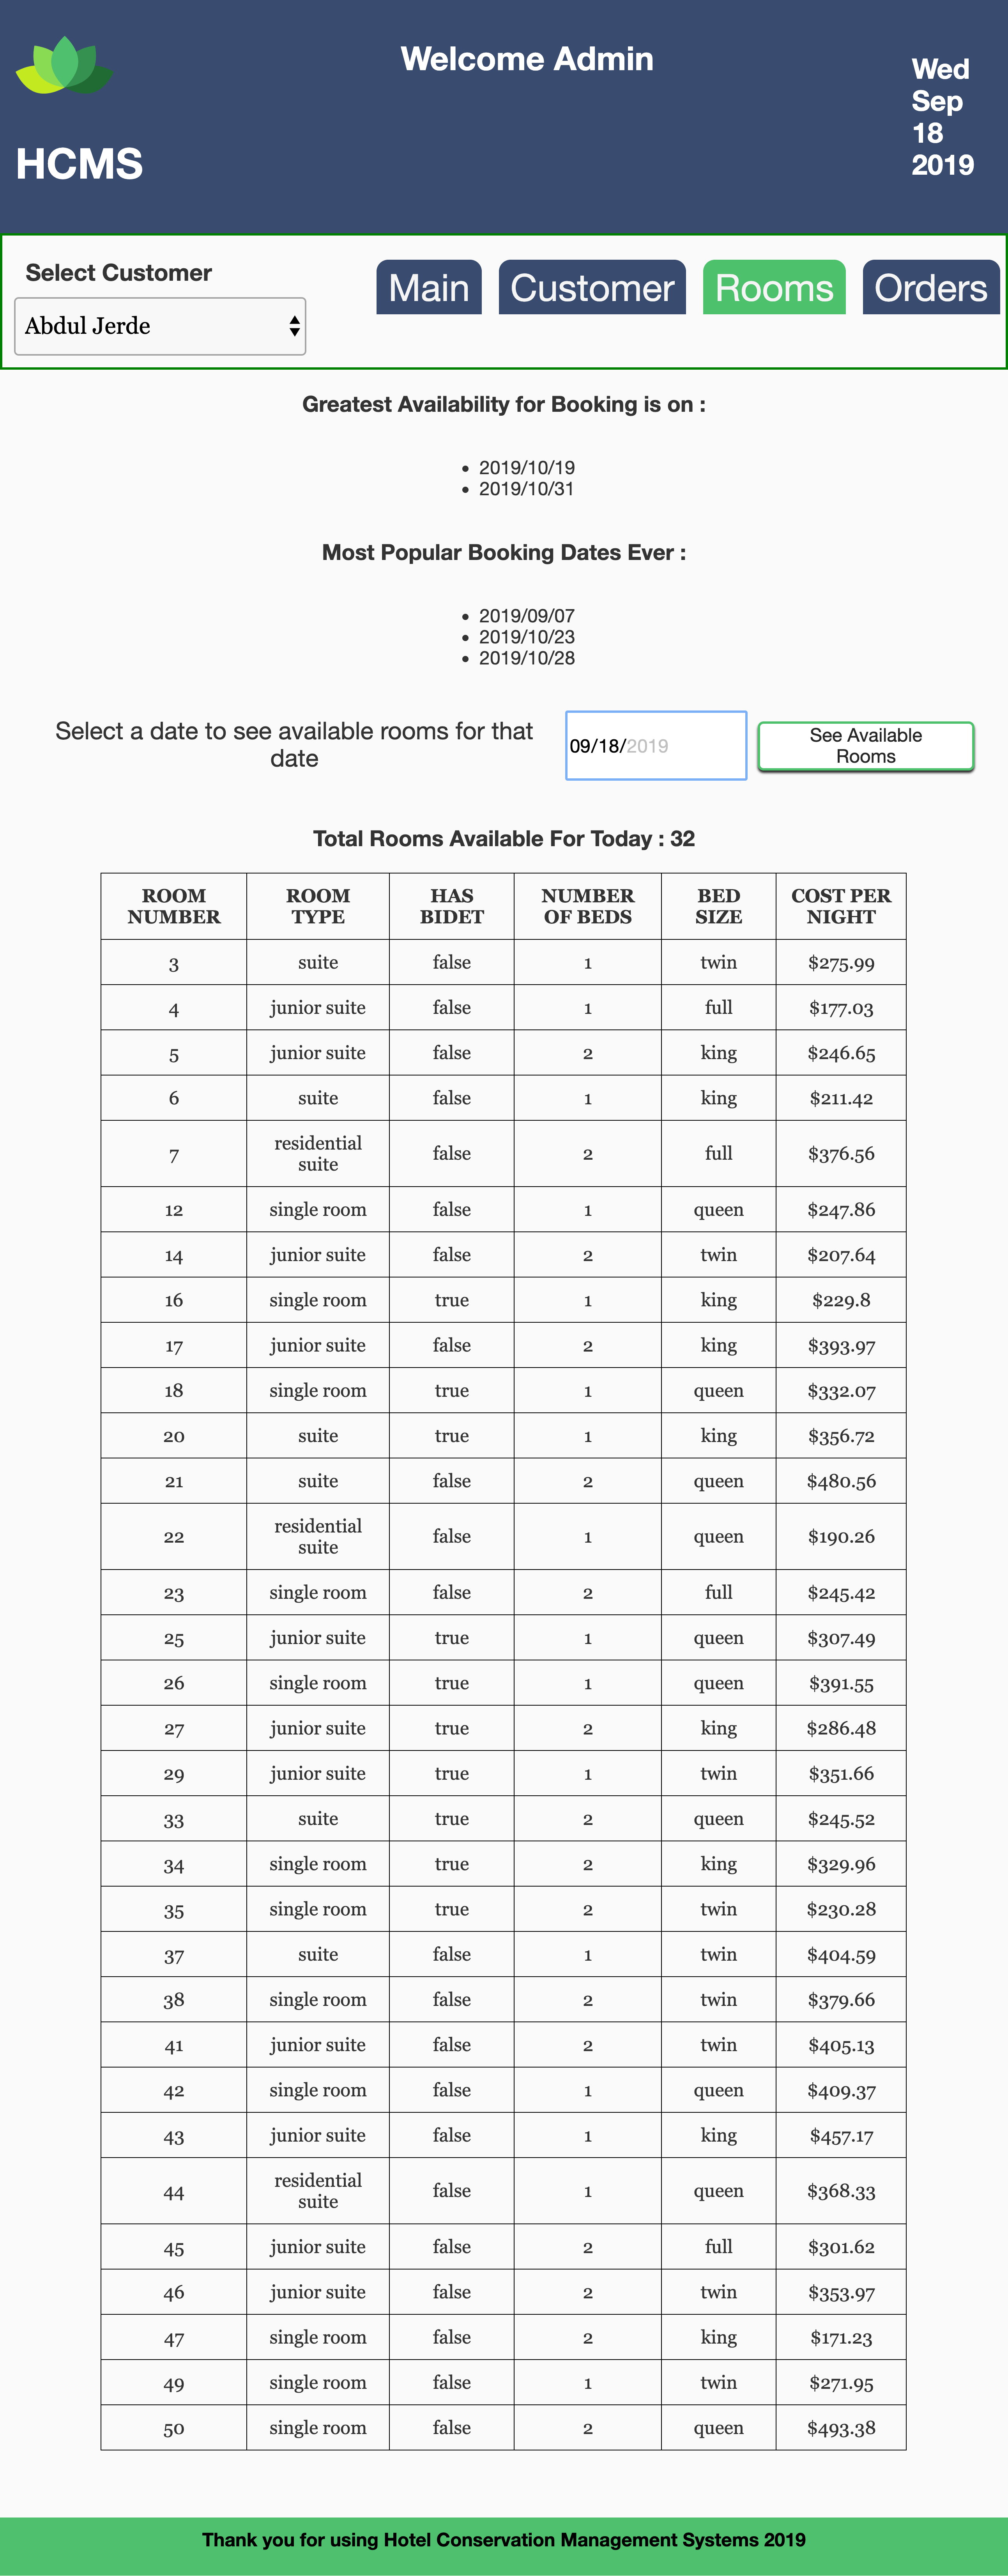 Welcome Admin
Wed
Sep
18
2019
HCMS
Select Customer
Abdul Jerde
Main Customer Rooms Orders
Greatest Availability for Booking is on :
• 2019/10/19
• 2019/10/31
Most Popular Booking Dates Ever :
• 2019/09/07
• 2019/10/23
• 2019/10/28
Select a date to see available rooms for that
date
09/18/2019
See Available
Rooms
Total Rooms Available For Today : 32
ROOM NUMBER ROOM TYPE HAS BIDET NUMBER OF BEDS BED SIZE COST PER NIGHT
3 suite false 1 twin $275.99
4 junior suite false 1 full $177.03
5 junior suite false 2 king $246.65
6 suite false 1 king $211.42
7 residential suite false 2 full $376.56
12 single room false 1 queen $247.86
14 junior suite false 2 twin $207.64
16 single room true 1 king $229.8
17 junior suite false 2 king $393.97
18 single room true 1 queen $332.07
20 suite true 1 king $356.72
21 suite false 2 queen $480.56
22 residential suite false 1 queen $190.26
23 single room false 2 full $245.42
25 junior suite true 1 queen $307.49
26 single room true 1 queen $391.55
27 junior suite true 2 king $286.48
29 junior suite true 1 twin $351.66
33 suite true 2 queen $245.52
34 single room true 2 king $329.96
35 single room true 2 twin $230.28
37 suite false 1 twin $404.59
38 single room false 2 twin $379.66
41 junior suite false 2 twin $405.13
42 single room false 1 queen $409.37
43 junior suite false 1 king $457.17
44 residential suite false 1 queen $368.33
45 junior suite false 2 full $301.62
46 junior suite false 2 twin $353.97
47 single room false 2 king $171.23
49 single room false 1 twin $271.95
50 single room false 2 queen $493.38
Thank you for using Hotel Conservation Management Systems 2019